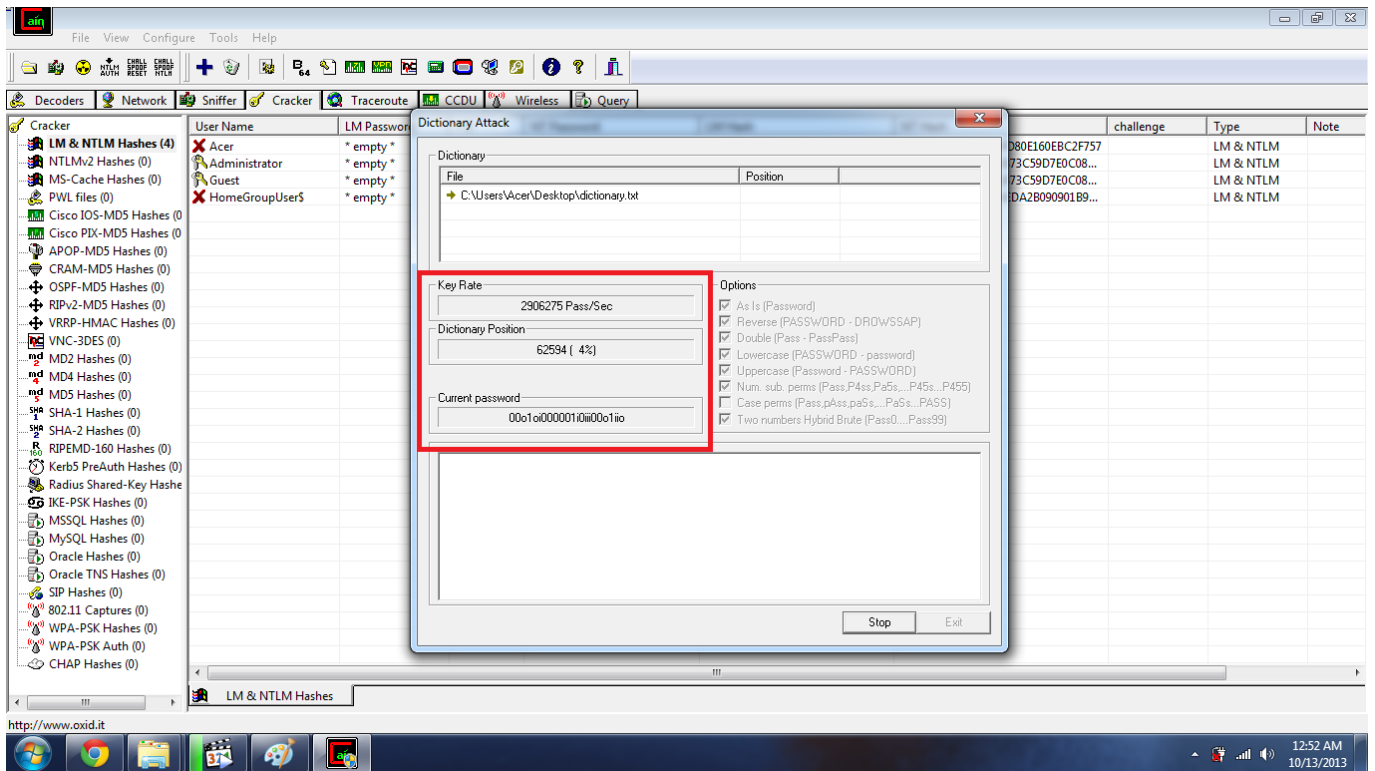 Cain
File View Configure Tools Help
NTLM AUTH
CHALL SPOOF RESET
CHALL SPOOF NTLM
B 64
Decoders Network Sniffer Cracker Traceroute CCDU Wireless Query
Cracker
LM & NTLM Hashes (4)
NTLMv2 Hashes (0)
MS-Cache Hashes (0)
PWL files (0)
Cisco IOS-MD5 Hashes (0
Cisco PIX-MD5 Hashes (0
APOP-MD5 Hashes (0)
CRAM-MD5 Hashes (0)
OSPF-MD5 Hashes (0)
RIPv2-MD5 Hashes (0)
VRRP-HMAC Hashes (0)
VNC-3DES (0)
MD2 Hashes (0)
MD4 Hashes (0)
MD5 Hashes (0)
SHA-1 Hashes (0)
SHA-2 Hashes (0)
RIPEMD-160 Hashes (0)
Kerb5 PreAuth Hashes (0)
Radius Shared-Key Hashe
IKE-PSK Hashes (0)
MSSQL Hashes (0)
MySQL Hashes (0)
Oracle Hashes (0)
Oracle TNS Hashes (0)
SIP Hashes (0)
802.11 Captures (0)
WPA-PSK Hashes (0)
WPA-PSK Auth (0)
CHAP Hashes (0)
User Name LM Passwor challenge Type Note
Acer * empty * D80E160EBC2F757 LM & NTLM
Administrator * empty * 73C59D7E0C08... LM & NTLM
Guest * empty * 73C59D7E0C08... LM & NTLM
HomeGroupUser$ * empty * EDA2B090901B9... LM & NTLM
Dictionary Attack
Dictionary
File Position
C:\Users\Acer\Desktop\dictionary.txt
Key Rate
2906275 Pass/Sec
Dictionary Position
62594 ( 4%)
Current password
00o1oi000001i0iii00o1iio
Options
As Is (Password)
Reverse (PASSWORD - DROWSSAP)
Double (Pass - PassPass)
Lowercase (PASSWORD - password)
Uppercase (Password - PASSWORD)
Num. sub. perms (Pass,P4ss,Pa5s,...P45s...P455)
Case perms (Pass,pAss,paSs,...PaSs...PASS)
Two numbers Hybrid Brute (Pass0....Pass99)
Stop Exit
LM & NTLM Hashes
http://www.oxid.it
12:52 AM
10/13/2013